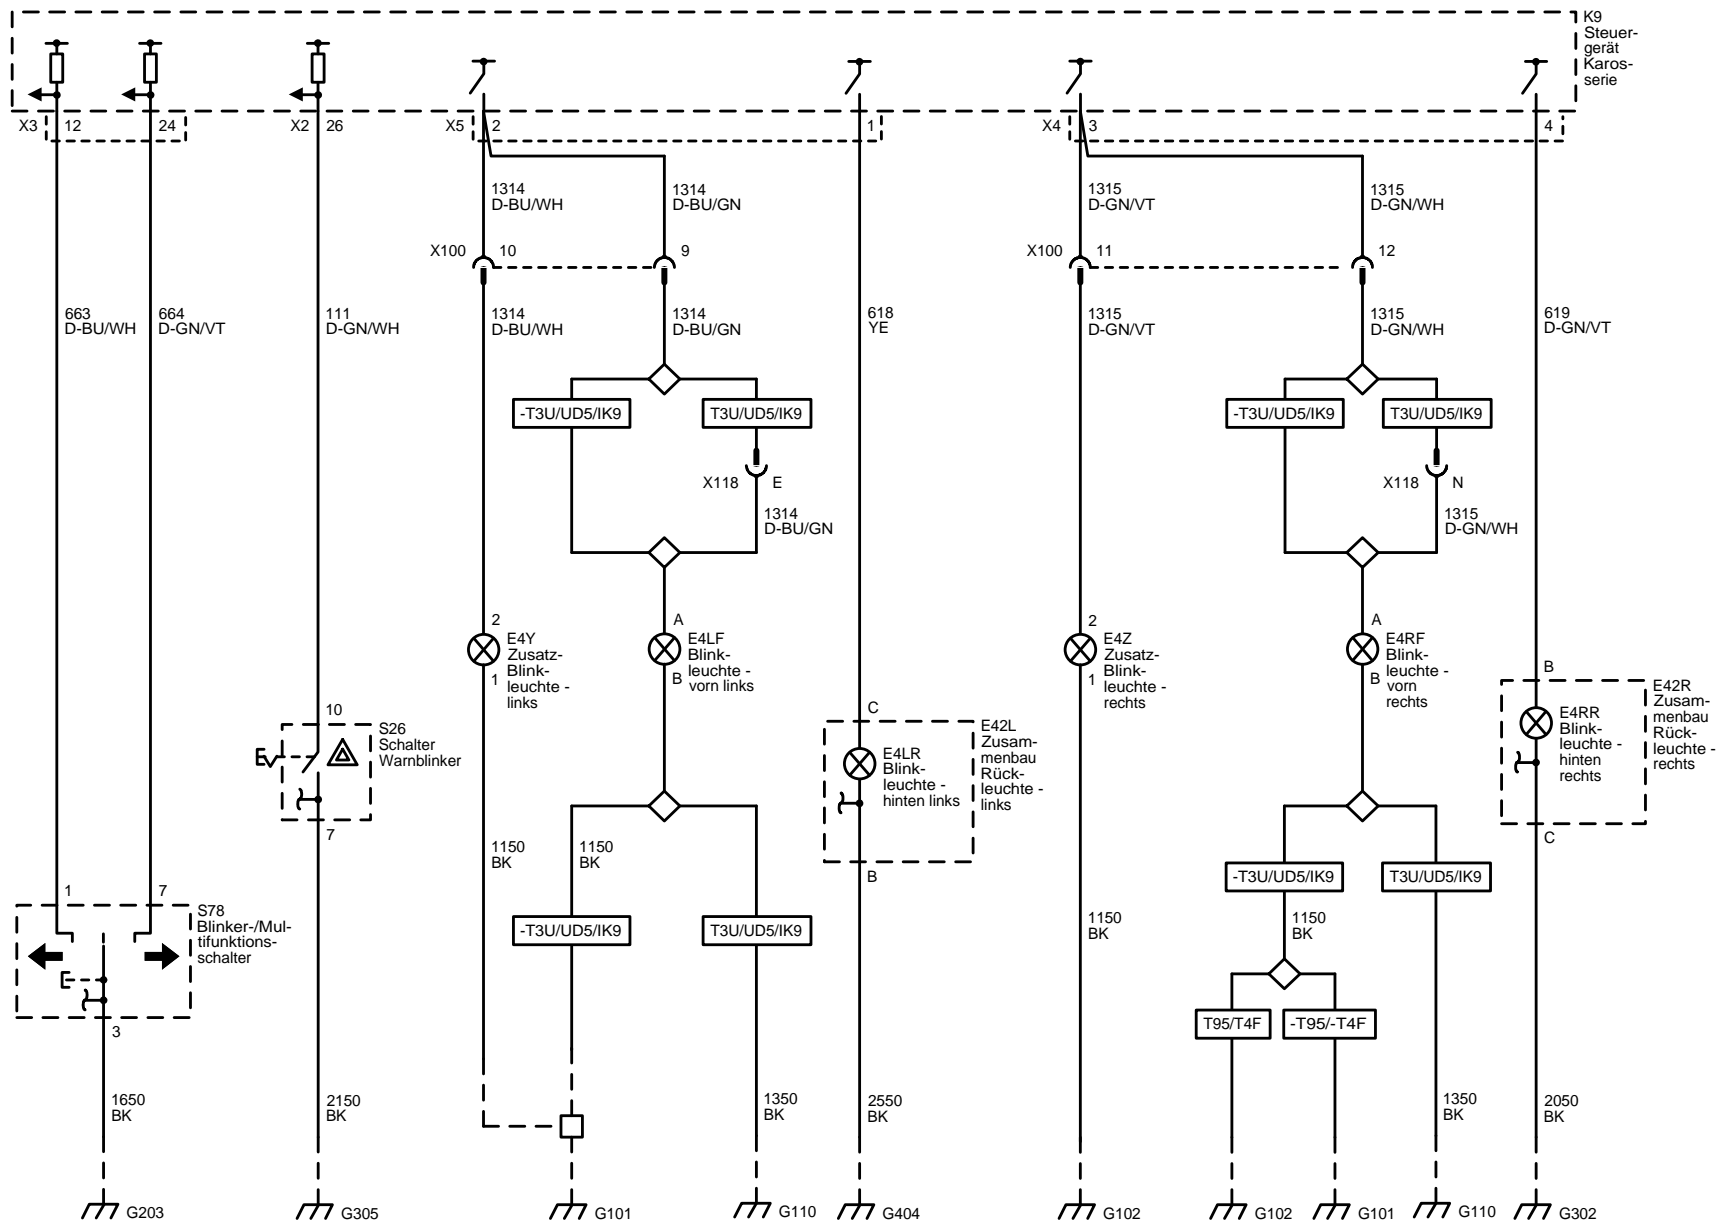 K9
Steuer-
gerät
Karos-
serie
X3
12
24
X2
26
X5
2
1
X4
3
4
1314
D-BU/WH
1314
D-BU/GN
1315
D-GN/VT
1315
D-GN/WH
X100
10
9
X100
11
12
663
D-BU/WH
664
D-GN/VT
111
D-GN/WH
1314
D-BU/WH
1314
D-BU/GN
618
YE
1315
D-GN/VT
1315
D-GN/WH
619
D-GN/VT
-T3U/UD5/IK9
T3U/UD5/IK9
-T3U/UD5/IK9
T3U/UD5/IK9
X118
E
X118
N
1314
D-BU/GN
1315
D-GN/WH
2
E4Y
Zusatz-
Blink-
leuchte -
links
1
A
E4LF
Blink-
leuchte -
vorn links
B
2
E4Z
Zusatz-
Blink-
leuchte -
rechts
1
A
E4RF
Blink-
leuchte -
vorn
rechts
B
B
E42R
Zusam-
menbau
Rück-
leuchte -
rechts
E4RR
Blink-
leuchte -
hinten
rechts
C
10
S26
Schalter
Warnblinker
7
C
E42L
Zusam-
menbau
Rück-
leuchte -
links
E4LR
Blink-
leuchte -
hinten links
B
1150
BK
1150
BK
-T3U/UD5/IK9
T3U/UD5/IK9
1
7
S78
Blinker-/Mul-
tifunktions-
schalter
3
-T3U/UD5/IK9
T3U/UD5/IK9
1150
BK
1150
BK
T95/T4F
-T95/-T4F
1650
BK
2150
BK
1350
BK
2550
BK
1350
BK
2050
BK
G203
G305
G101
G110
G404
G102
G102
G101
G110
G302